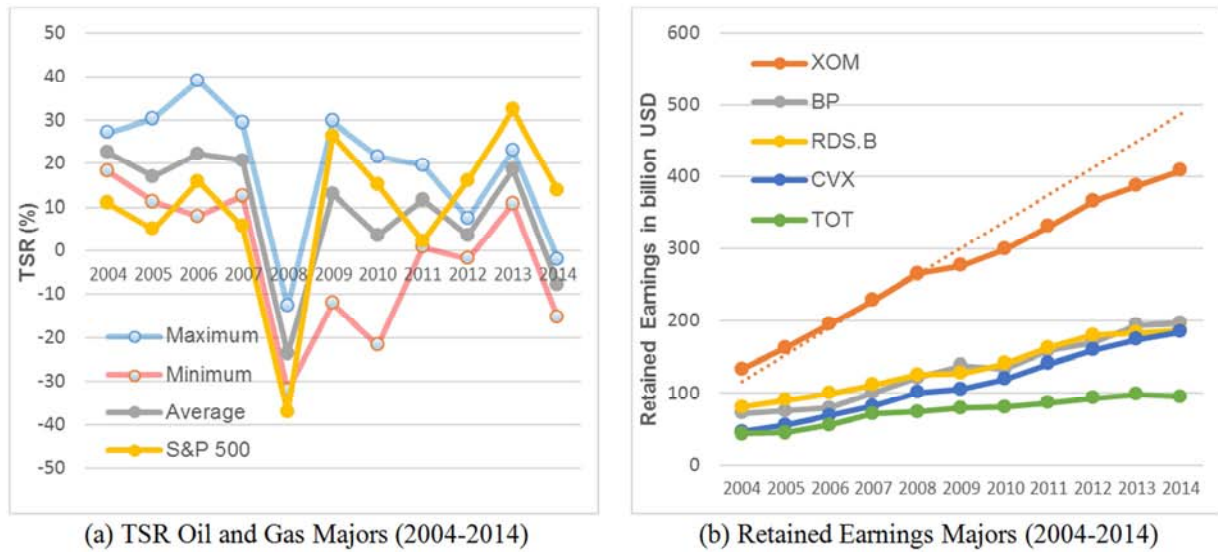 50
40
30
20
10
0
-10
-20
-30
-40
-50
TSR (%)
2004 2005 2006 2007 2008 2009 2010 2011 2012 2013 2014
Maximum
Minimum
Average
S&P 500
(a) TSR Oil and Gas Majors (2004-2014)
600
500
400
300
200
100
0
Retained Earnings in billion USD
XOM
BP
RDS.B
CVX
TOT
2004 2005 2006 2007 2008 2009 2010 2011 2012 2013 2014
(b) Retained Earnings Majors (2004-2014)